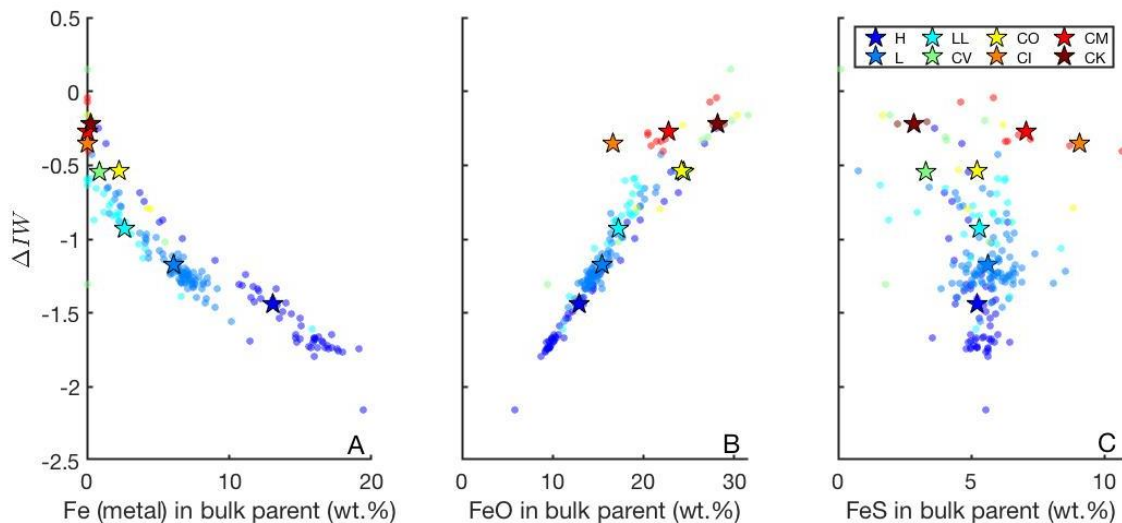 0.5
0
-0.5
-1
-1.5
-2
-2.5
ΔIW
0 10 20
Fe (metal) in bulk parent (wt.%)
A
0 10 20 30
FeO in bulk parent (wt.%)
B
H LL CO CM
L CV CI CK
0 5 10
FeS in bulk parent (wt.%)
C